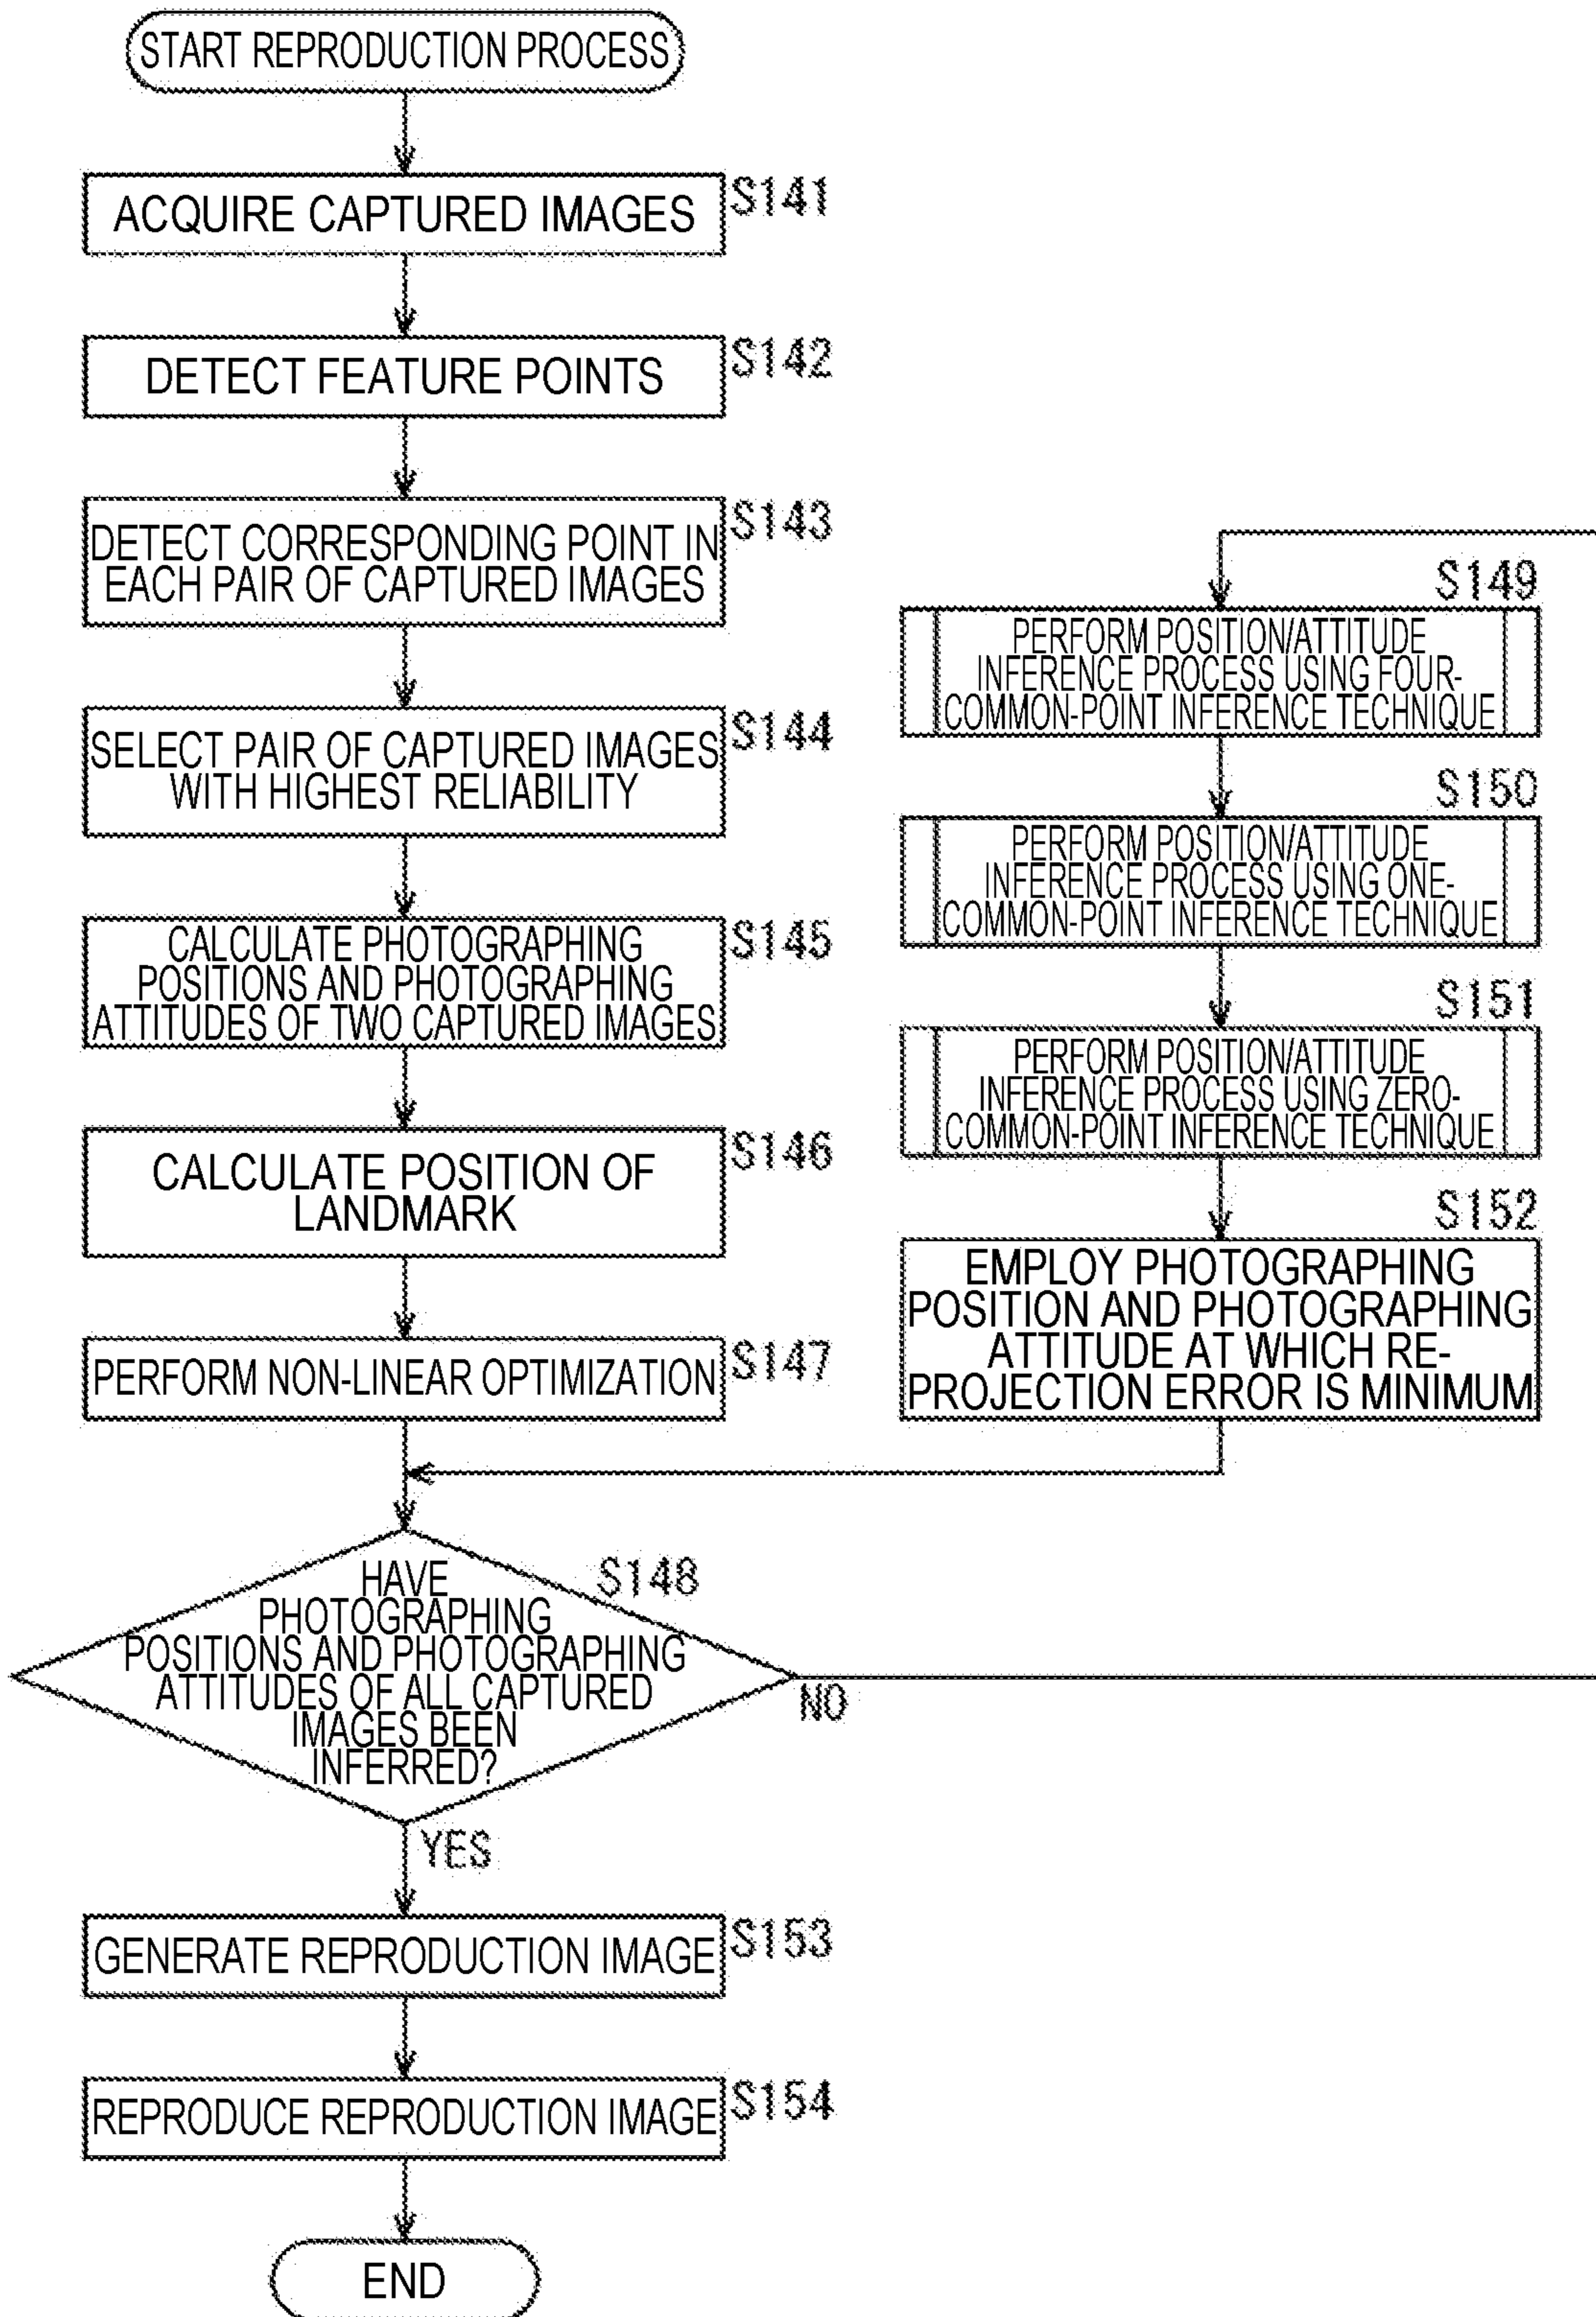 START REPRODUCTION PROCESS
S141
ACQUIRE CAPTURED IMAGES
S142
DETECT FEATURE POINTS
S143
DETECT CORRESPONDING POINT IN
EACH PAIR OF CAPTURED IMAGES
S144
SELECT PAIR OF CAPTURED IMAGES
WITH HIGHEST RELIABILITY
S145
CALCULATE PHOTOGRAPHING
POSITIONS AND PHOTOGRAPHING
ATTITUDES OF TWO CAPTURED IMAGES
S146
CALCULATE POSITION OF
LANDMARK
S147
PERFORM NON-LINEAR OPTIMIZATION
S148
HAVE
PHOTOGRAPHING
POSITIONS AND PHOTOGRAPHING
ATTITUDES OF ALL CAPTURED
IMAGES BEEN
INFERRED?
NO
YES
S149
PERFORM POSITION/ATTITUDE
INFERENCE PROCESS USING FOUR-
COMMON-POINT INFERENCE TECHNIQUE
S150
PERFORM POSITION/ATTITUDE
INFERENCE PROCESS USING ONE-
COMMON-POINT INFERENCE TECHNIQUE
S151
PERFORM POSITION/ATTITUDE
INFERENCE PROCESS USING ZERO-
COMMON-POINT INFERENCE TECHNIQUE
S152
EMPLOY PHOTOGRAPHING
POSITION AND PHOTOGRAPHING
ATTITUDE AT WHICH RE-
PROJECTION ERROR IS MINIMUM
S153
GENERATE REPRODUCTION IMAGE
S154
REPRODUCE REPRODUCTION IMAGE
END